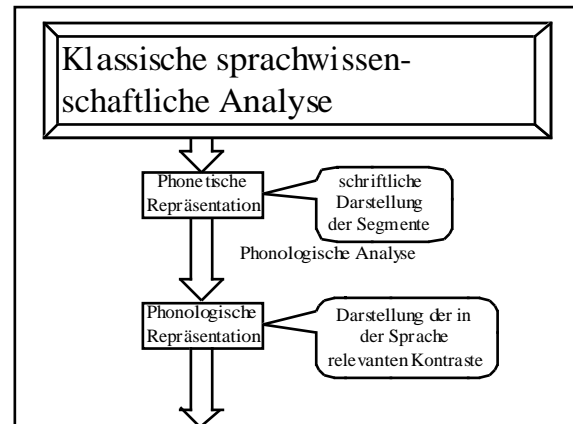 Klassische sprachwissen-
schaftliche Analyse
Phonetische
Repräsentation
schriftliche
Darstellung
der Segmente
Phonologische Analyse
Phonologische
Repräsentation
Darstellung der in
der Sprache
relevanten Kontraste